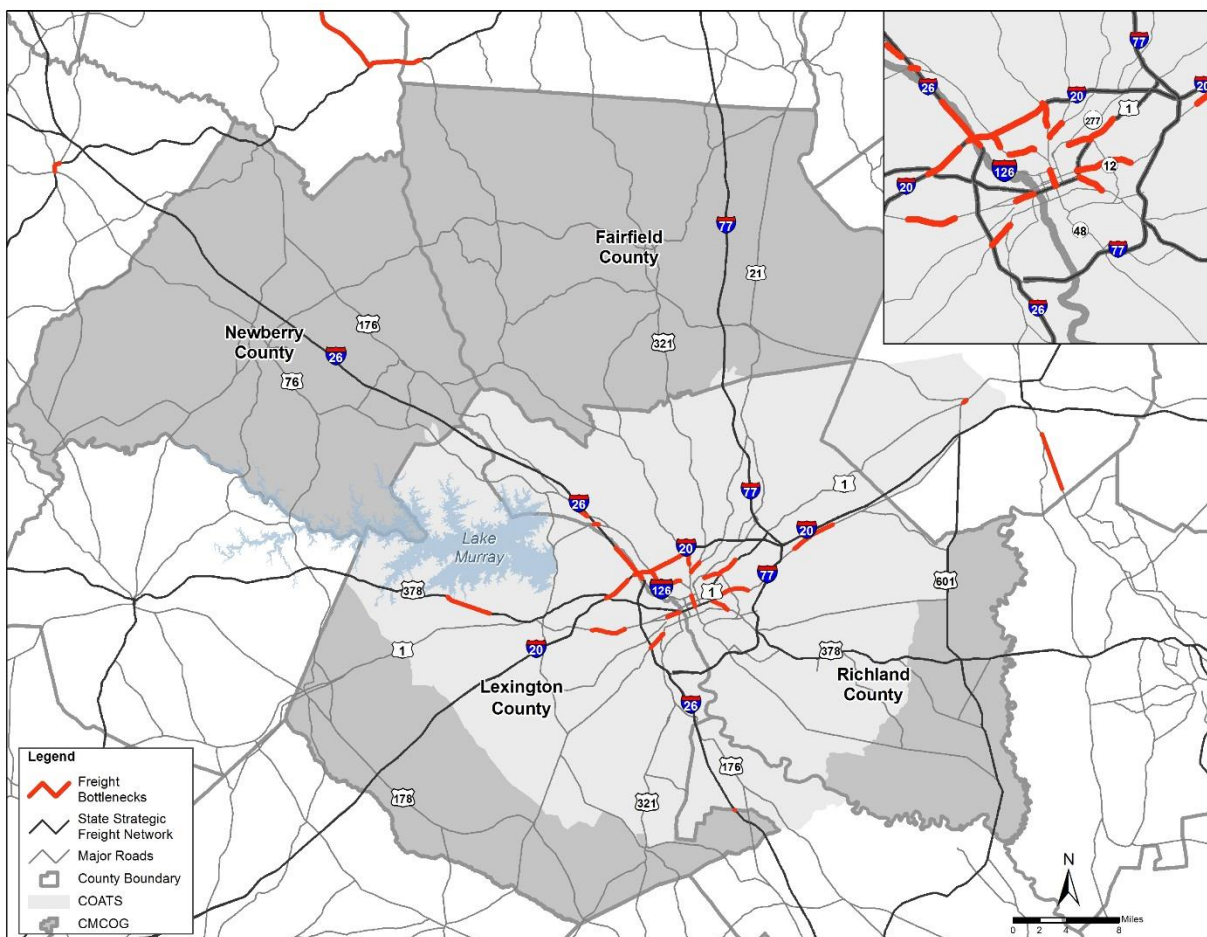 77
26
20
277
1
20
12
126
20
48
77
26
77
Fairfield
County
21
176
Newberry
County
26
321
76
1
77
26
20
Lake
Murray
20
77
601
126
1
378
1
20
378
Richland
County
Lexington
County
26
176
178
321
Legend
Freight
Bottlenecks
State Strategic
Freight Network
Major Roads
County Boundary
COATS
CMCOG
N
0 2 4 8 Miles